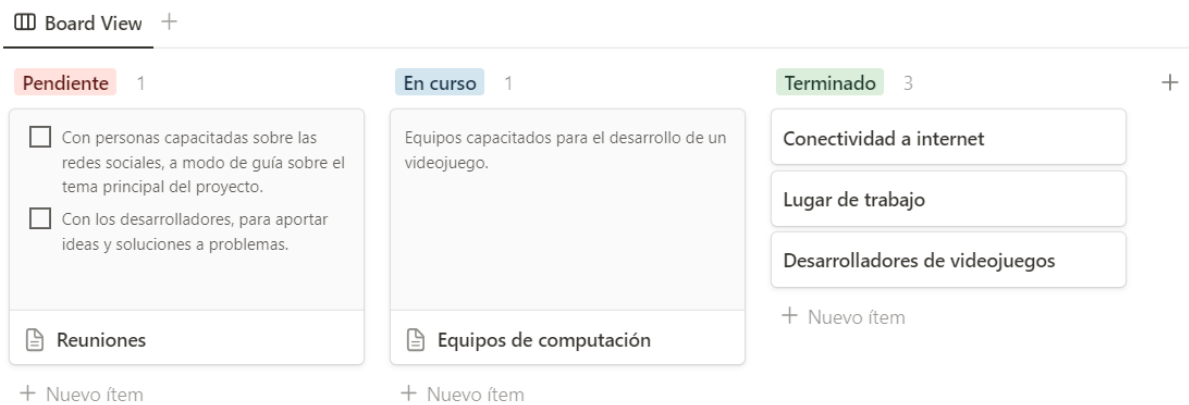 Board View +
Pendiente 1
Con personas capacitadas sobre las
redes sociales, a modo de guía sobre el
tema principal del proyecto.
Con los desarrolladores, para aportar
ideas y soluciones a problemas.
Reuniones
+ Nuevo ítem
En curso 1
Equipos capacitados para el desarrollo de un
videojuego.
Equipos de computación
+ Nuevo ítem
Terminado 3
Conectividad a internet
Lugar de trabajo
Desarrolladores de videojuegos
+ Nuevo ítem
+